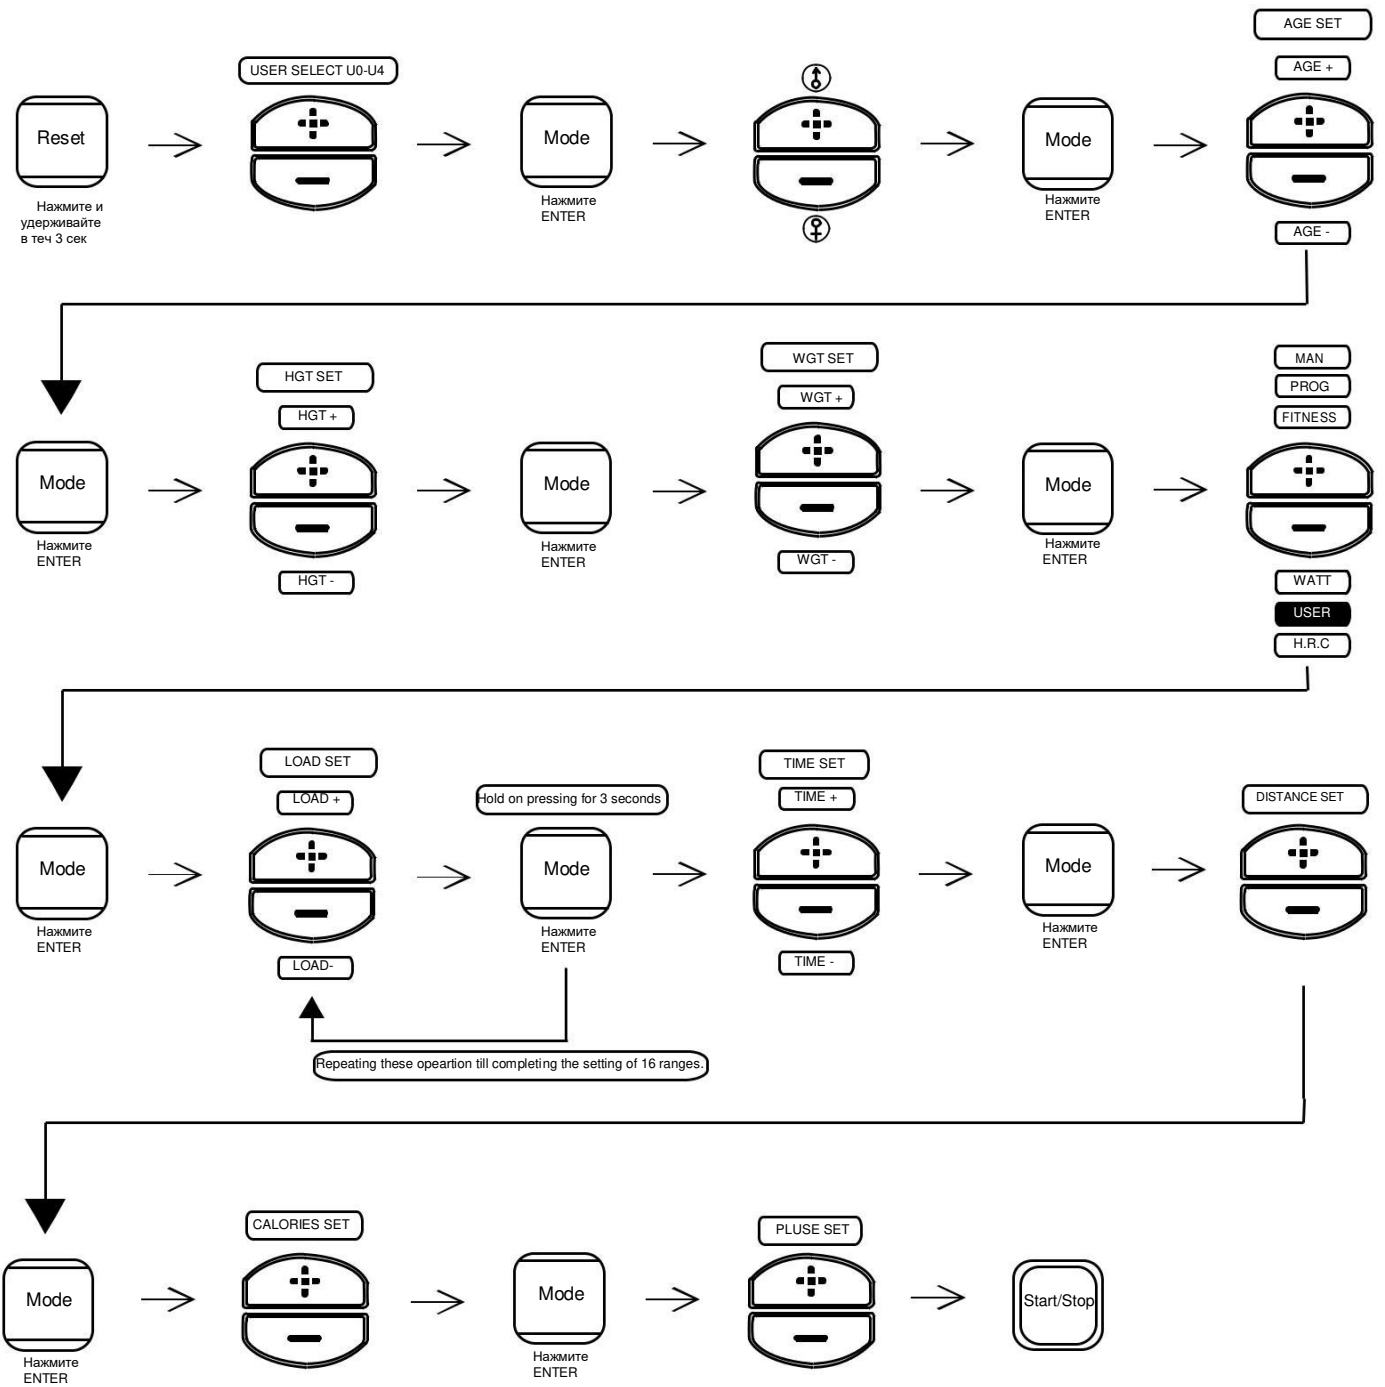 AGE SET
USER SELECT U0-U4
AGE +
Reset
Mode
Mode
Нажмите и
удерживайте
в теч 3 сек
Нажмите
ENTER
Нажмите
ENTER
AGE -
HGT SET
HGT +
WGT SET
WGT +
MAN
PROG
FITNESS
Mode
Mode
Mode
Нажмите
ENTER
HGT -
Нажмите
ENTER
WGT -
Нажмите
ENTER
WATT
USER
H.R.C
LOAD SET
LOAD +
Hold on pressing for 3 seconds
TIME SET
TIME +
DISTANCE SET
Mode
Mode
Mode
Нажмите
ENTER
LOAD-
Нажмите
ENTER
TIME -
Нажмите
ENTER
Repeating these opeartion till completing the setting of 16 ranges.
CALORIES SET
PLUSE SET
Mode
Mode
Start/Stop
Нажмите
ENTER
Нажмите
ENTER